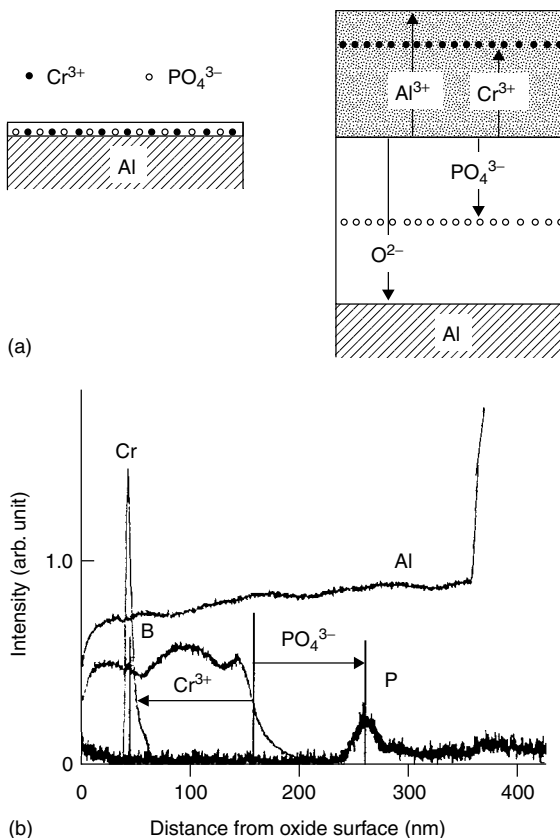 Cr³⁺ PO₄³⁻
Al
Al³⁺ Cr³⁺
PO₄³⁻
O²⁻
Al
(a)
Cr
Al
1.0
B
PO₄³⁻
P
Cr³⁺
0
0 100 200 300 400
Intensity (arb. unit)
Distance from oxide surface (nm)
(b)